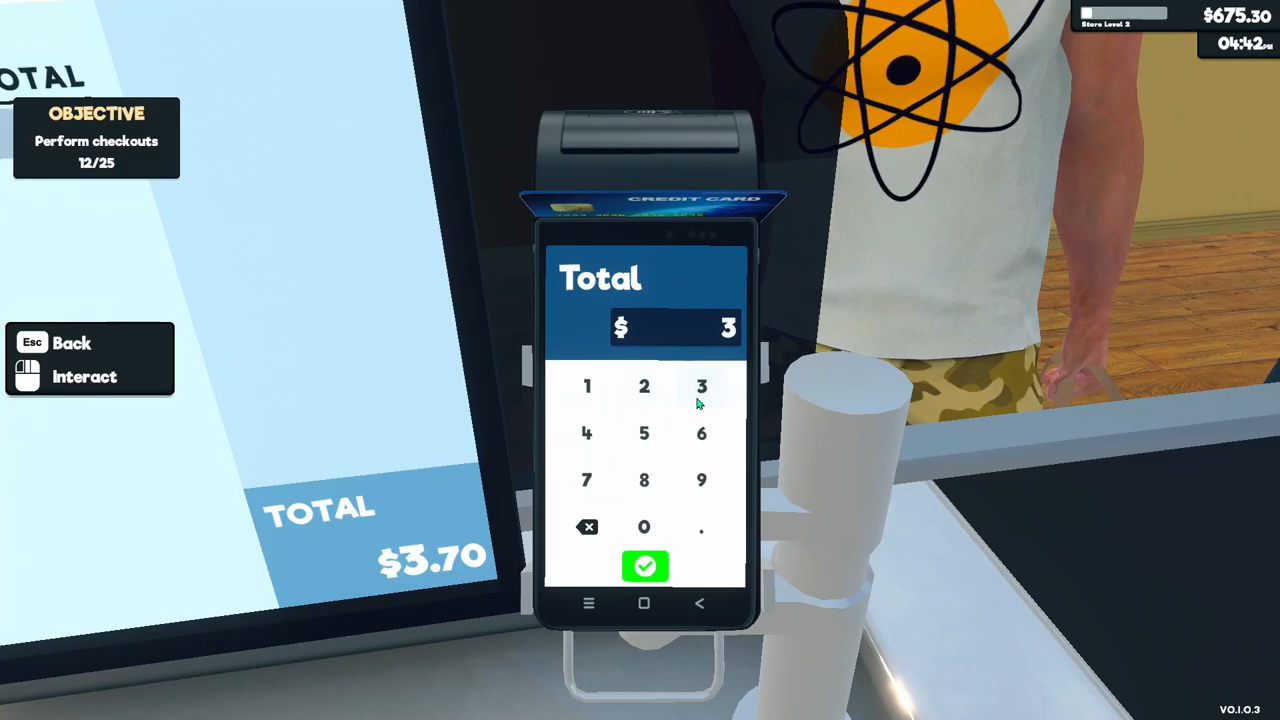 $675.30
Store Level 2
04:42PM
OTAL
OBJECTIVE
Perform checkouts
12/25
CREDIT CARD
Total
$ 3
Esc Back
Interact
1 2 3
4 5 6
7 8 9
0 .
TOTAL
$3.70
V0.1.0.3